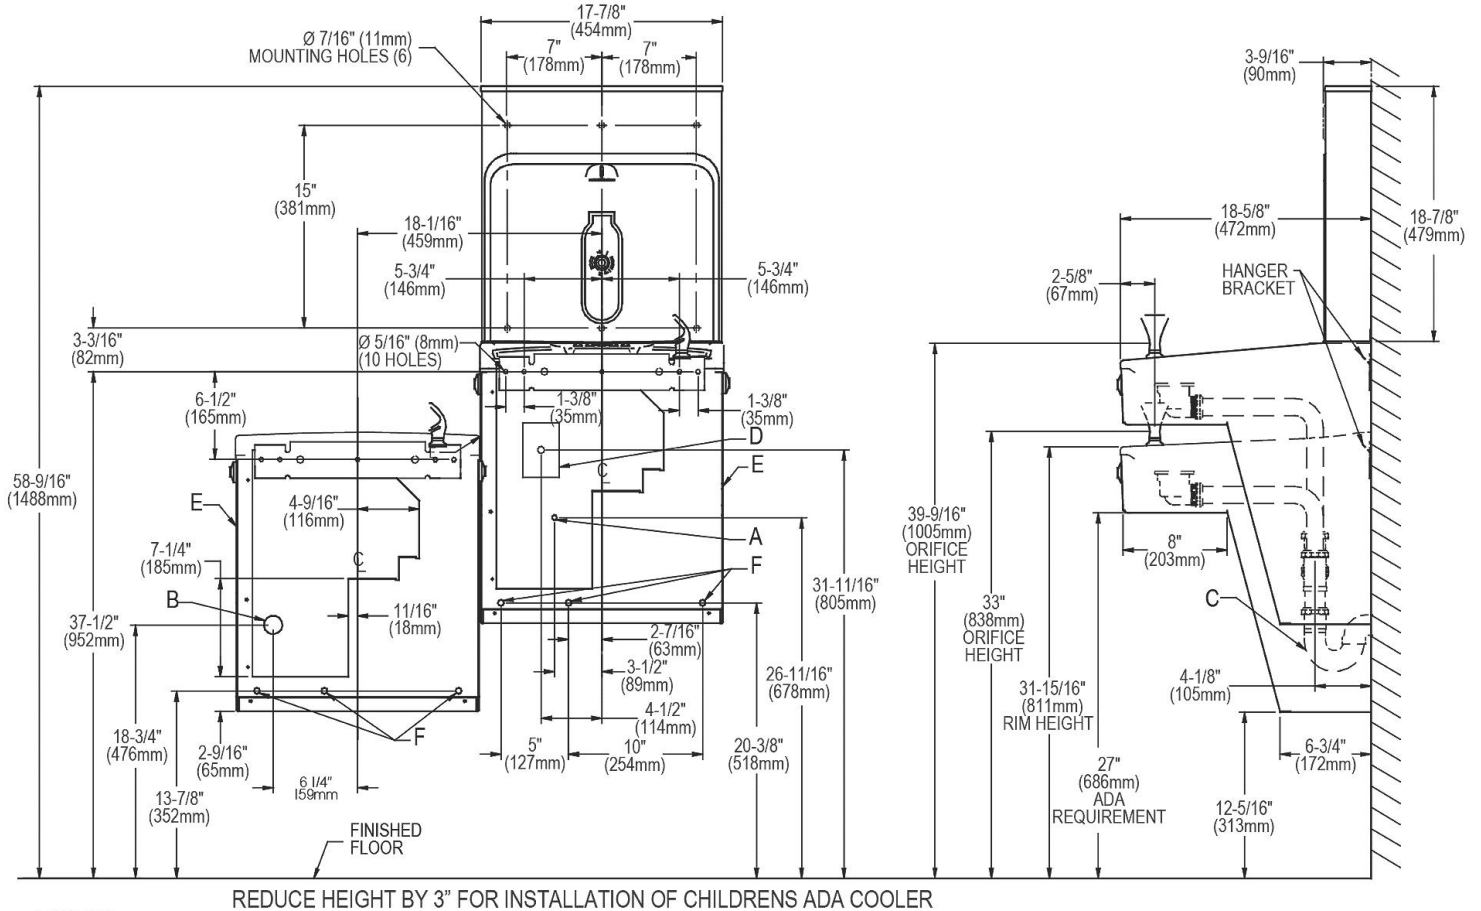 17-7/8"
(454mm)
Ø 7/16" (11mm)
MOUNTING HOLES (6)
7"
(178mm)
7"
(178mm)
3-9/16"
(90mm)
15"
(381mm)
18-1/16"
(459mm)
18-5/8"
(472mm)
18-7/8"
(479mm)
5-3/4"
(146mm)
5-3/4"
(146mm)
2-5/8"
(67mm)
HANGER
BRACKET
3-3/16"
(82mm)
Ø 5/16" (8mm)
(10 HOLES)
6-1/2"
(165mm)
1-3/8"
(35mm)
1-3/8"
(35mm)
D
E
C
58-9/16"
(1488mm)
E
4-9/16"
(116mm)
A
39-9/16"
(1005mm)
ORIFICE
HEIGHT
8"
(203mm)
7-1/4"
(185mm)
C
F
31-11/16"
(805mm)
B
11/16"
(18mm)
33"
(838mm)
ORIFICE
HEIGHT
C
37-1/2"
(952mm)
2-7/16"
(63mm)
3-1/2"
(89mm)
26-11/16"
(678mm)
4-1/8"
(105mm)
31-15/16"
(811mm)
RIM HEIGHT
4-1/2"
(114mm)
F
18-3/4"
(476mm)
2-9/16"
(65mm)
5"
(127mm)
10"
(254mm)
20-3/8"
(518mm)
6-3/4"
(172mm)
6 1/4"
159mm
27"
(686mm)
ADA
REQUIREMENT
13-7/8"
(352mm)
12-5/16"
(313mm)
FINISHED
FLOOR
REDUCE HEIGHT BY 3” FOR INSTALLATION OF CHILDRENS ADA COOLER